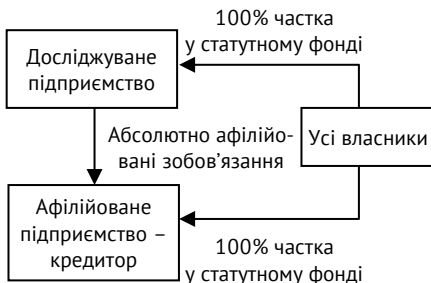 100% частка
у статутному фонді
Досліджуване
підприємство
Абсолютно афілійо-
вані зобов’язання
Усі власники
Афілійоване
підприємство –
кредитор
100% частка
у статутному фонді